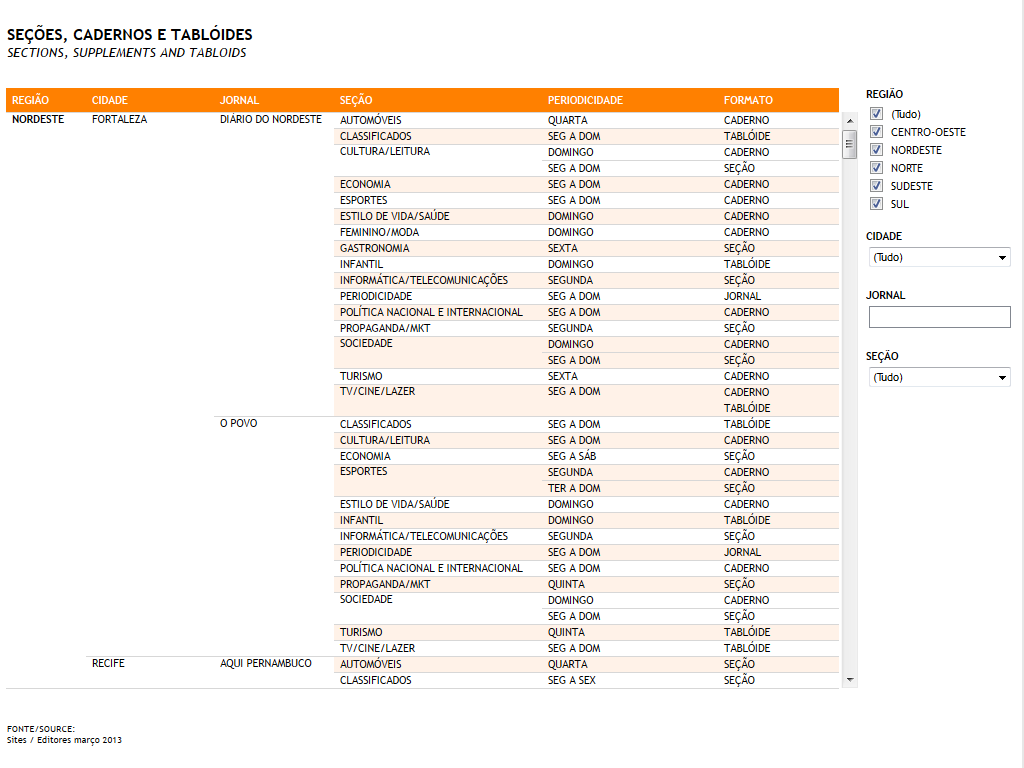 SEÇÕES, CADERNOS E TABLÓIDES
SECTIONS, SUPPLEMENTS AND TABLOIDS
REGIÃO CIDADE JORNAL SEÇÃO PERIODICIDADE FORMATO
NORDESTE FORTALEZA DIÁRIO DO NORDESTE AUTOMÓVEIS QUARTA CADERNO
CLASSIFICADOS SEG A DOM TABLÓIDE
CULTURA/LEITURA DOMINGO CADERNO
SEG A DOM SEÇÃO
ECONOMIA SEG A DOM CADERNO
ESPORTES SEG A DOM CADERNO
ESTILO DE VIDA/SAÚDE DOMINGO CADERNO
FEMININO/MODA DOMINGO CADERNO
GASTRONOMIA SEXTA SEÇÃO
INFANTIL DOMINGO TABLÓIDE
INFORMÁTICA/TELECOMUNICAÇÕES SEGUNDA SEÇÃO
PERIODICIDADE SEG A DOM JORNAL
POLÍTICA NACIONAL E INTERNACIONAL SEG A DOM CADERNO
PROPAGANDA/MKT SEGUNDA SEÇÃO
SOCIEDADE DOMINGO CADERNO
SEG A DOM SEÇÃO
TURISMO SEXTA CADERNO
TV/CINE/LAZER SEG A DOM CADERNO
TABLÓIDE
O POVO CLASSIFICADOS SEG A DOM TABLÓIDE
CULTURA/LEITURA SEG A DOM CADERNO
ECONOMIA SEG A SÁB SEÇÃO
ESPORTES SEGUNDA CADERNO
TER A DOM SEÇÃO
ESTILO DE VIDA/SAÚDE DOMINGO CADERNO
INFANTIL DOMINGO TABLÓIDE
INFORMÁTICA/TELECOMUNICAÇÕES SEGUNDA SEÇÃO
PERIODICIDADE SEG A DOM JORNAL
POLÍTICA NACIONAL E INTERNACIONAL SEG A DOM CADERNO
PROPAGANDA/MKT QUINTA SEÇÃO
SOCIEDADE DOMINGO CADERNO
SEG A DOM SEÇÃO
TURISMO QUINTA TABLÓIDE
TV/CINE/LAZER SEG A DOM TABLÓIDE
RECIFE AQUI PERNAMBUCO AUTOMÓVEIS QUARTA SEÇÃO
CLASSIFICADOS SEG A SEX SEÇÃO
REGIÃO
(Tudo)
CENTRO-OESTE
NORDESTE
NORTE
SUDESTE
SUL
CIDADE
(Tudo)
JORNAL
SEÇÃO
(Tudo)
FONTE/SOURCE:
Sites / Editores março 2013